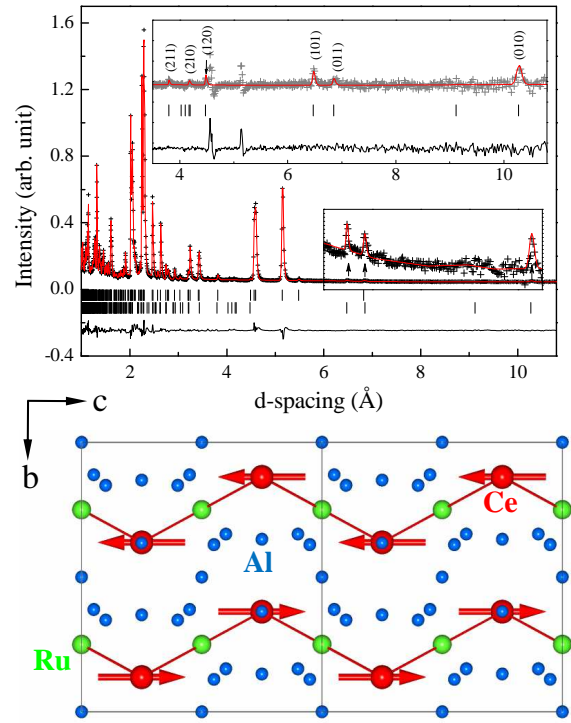 1.6
1.2
0.8
0.4
0.0
-0.4
Intensity (arb. unit)
(211)
(210)
(120)
(101)
(011)
(010)
4 6 8 10
2 4 6 8 10
d-spacing (Å)
c
b
Ce
Al
Ru